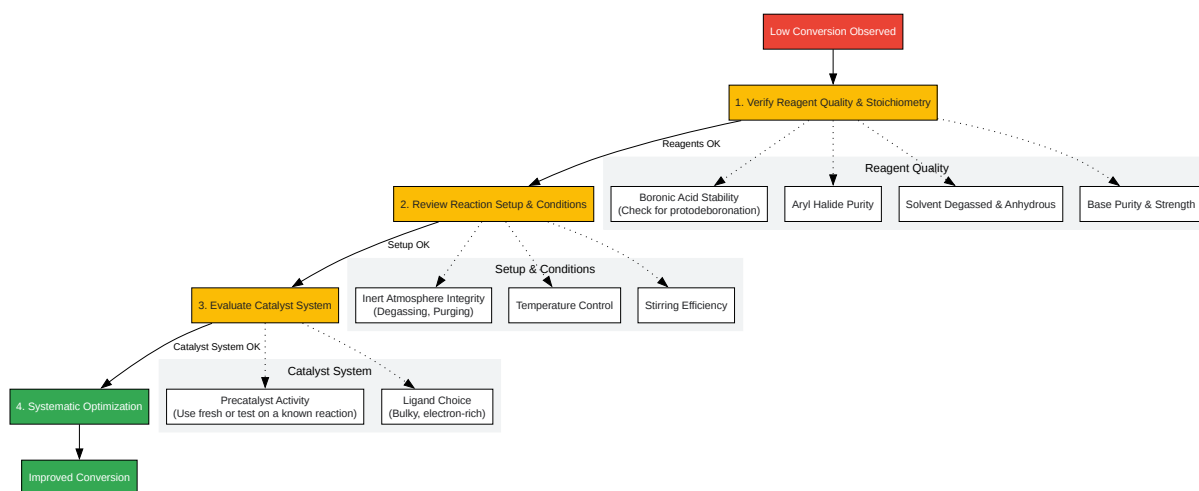 Low Conversion Observed
1. Verify Reagent Quality & Stoichiometry
Reagents OK
Reagent Quality
Boronic Acid Stability
(Check for protodeboronation)
Aryl Halide Purity
Solvent Degassed & Anhydrous
Base Purity & Strength
2. Review Reaction Setup & Conditions
Setup OK
Setup & Conditions
Inert Atmosphere Integrity
(Degassing, Purging)
Temperature Control
Stirring Efficiency
3. Evaluate Catalyst System
Catalyst System OK
Catalyst System
Precatalyst Activity
(Use fresh or test on a known reaction)
Ligand Choice
(Bulky, electron-rich)
4. Systematic Optimization
Improved Conversion